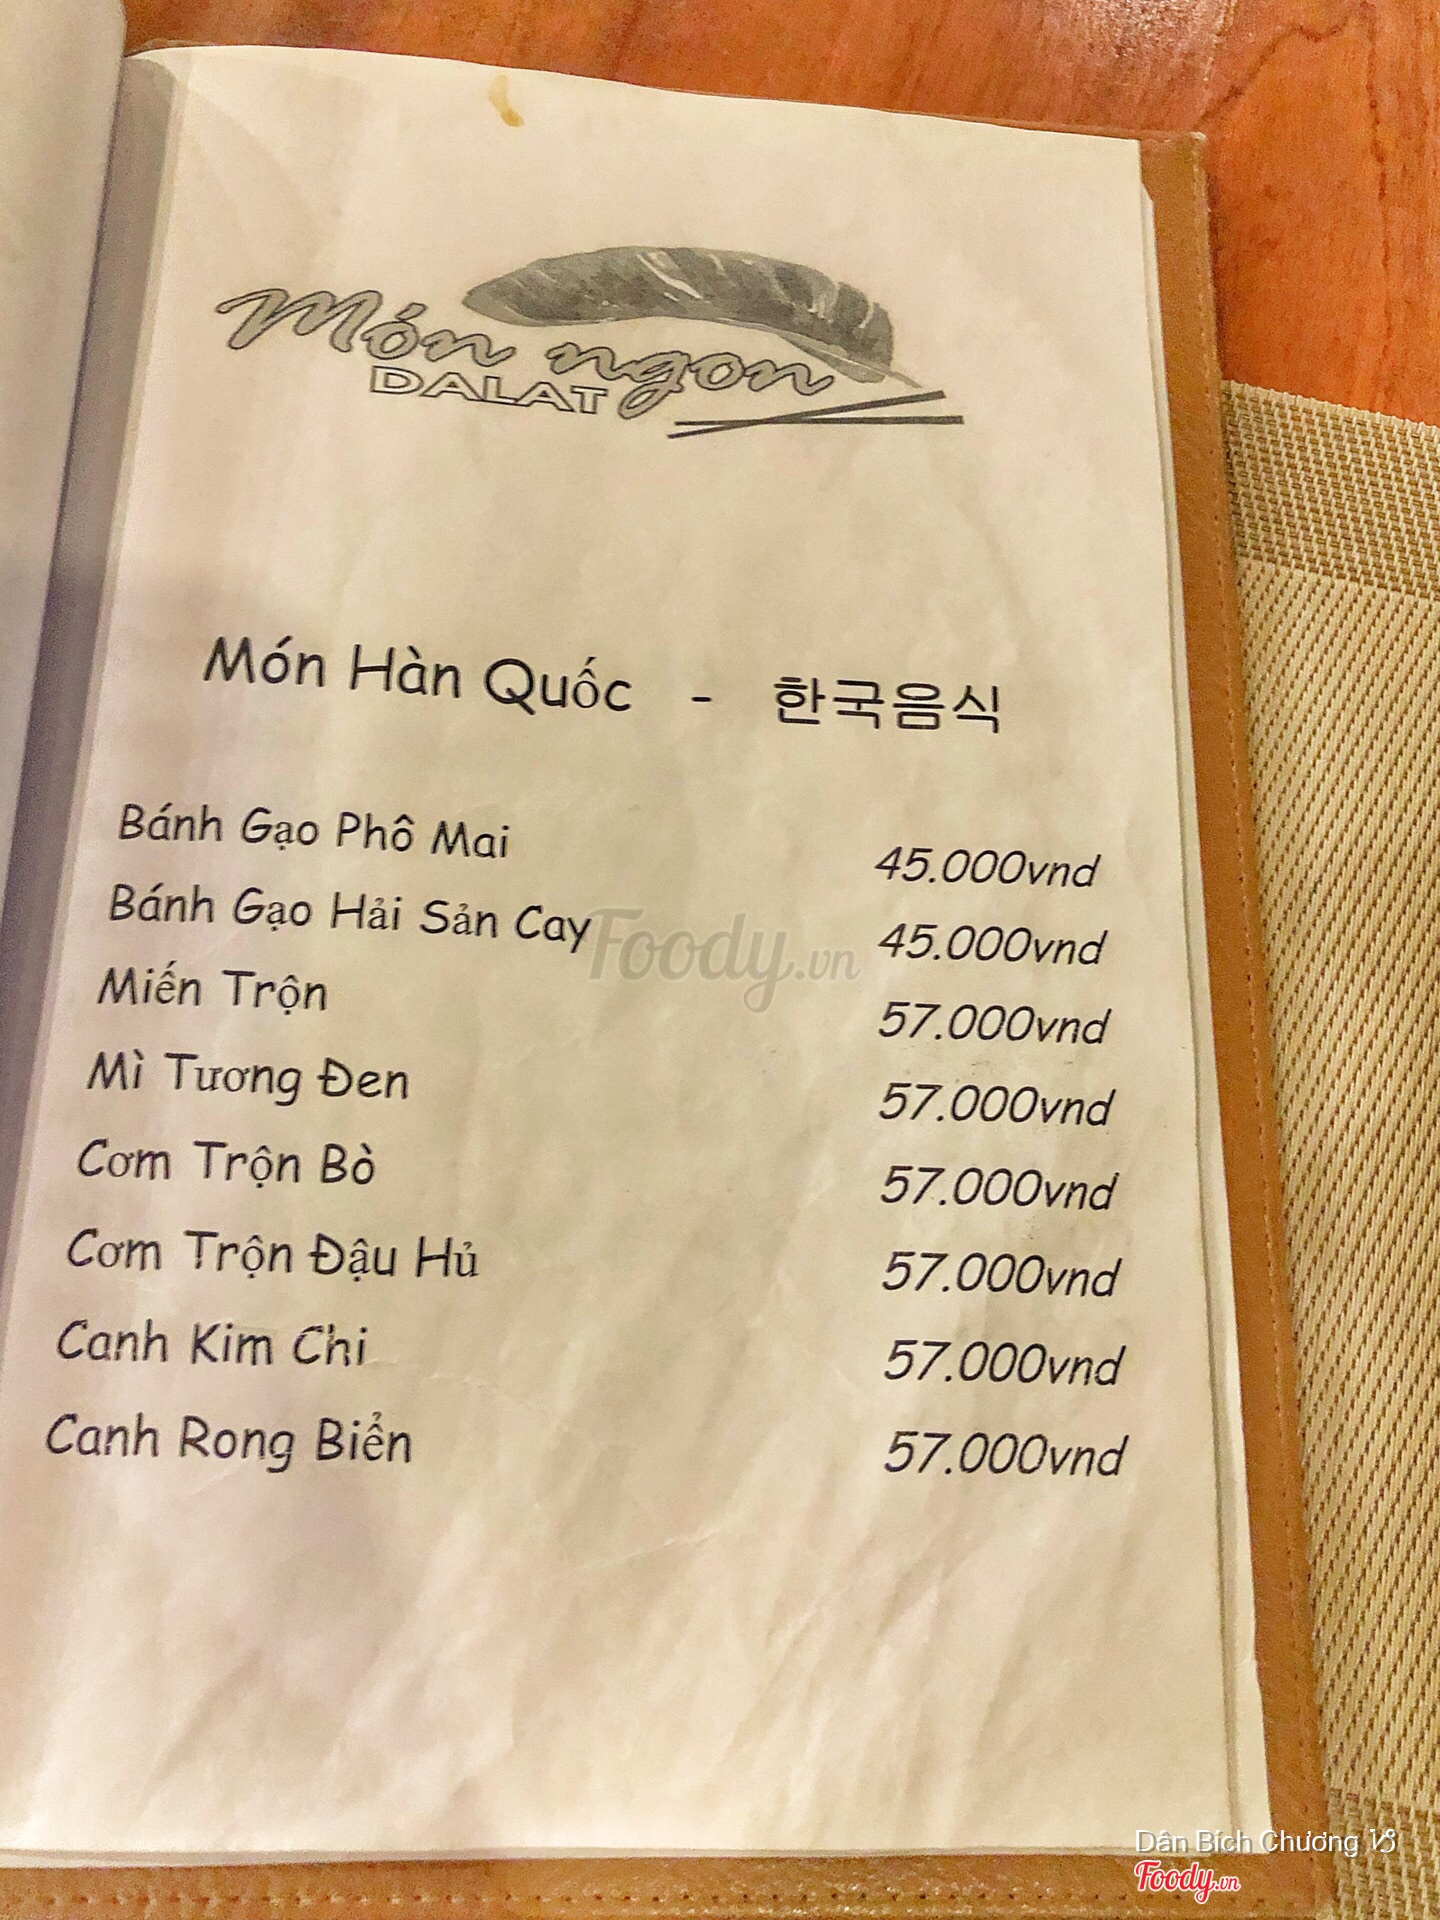 Món ngon
DALAT
Món Hàn Quốc - 한국음식
Bánh Gạo Phô Mai 45.000vnd
Bánh Gạo Hải Sản Cay 45.000vnd
Miến Trộn 57.000vnd
Mì Tương Đen 57.000vnd
Cơm Trộn Bò 57.000vnd
Cơm Trộn Đậu Hủ 57.000vnd
Canh Kim Chi 57.000vnd
Canh Rong Biển 57.000vnd
Foody.vn
Dân Bích Chương
Foody.vn